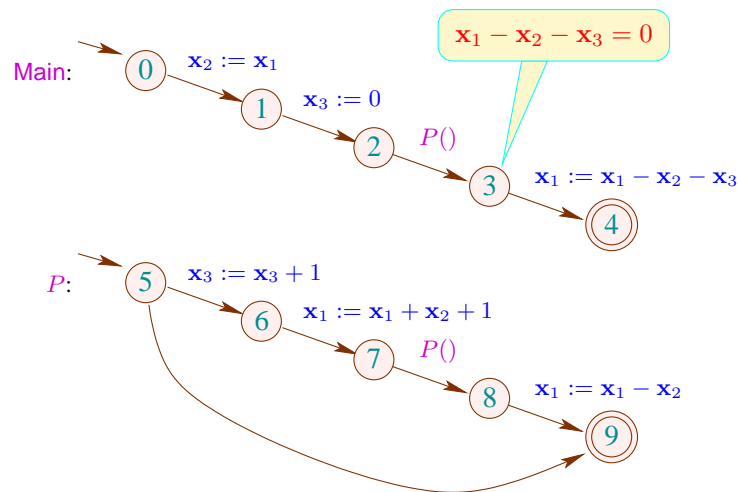 x₁ − x₂ − x₃ = 0
Main:
0
x₂ := x₁
1
x₃ := 0
2
P()
3
x₁ := x₁ − x₂ − x₃
4
P:
5
x₃ := x₃ + 1
6
x₁ := x₁ + x₂ + 1
7
P()
8
x₁ := x₁ − x₂
9